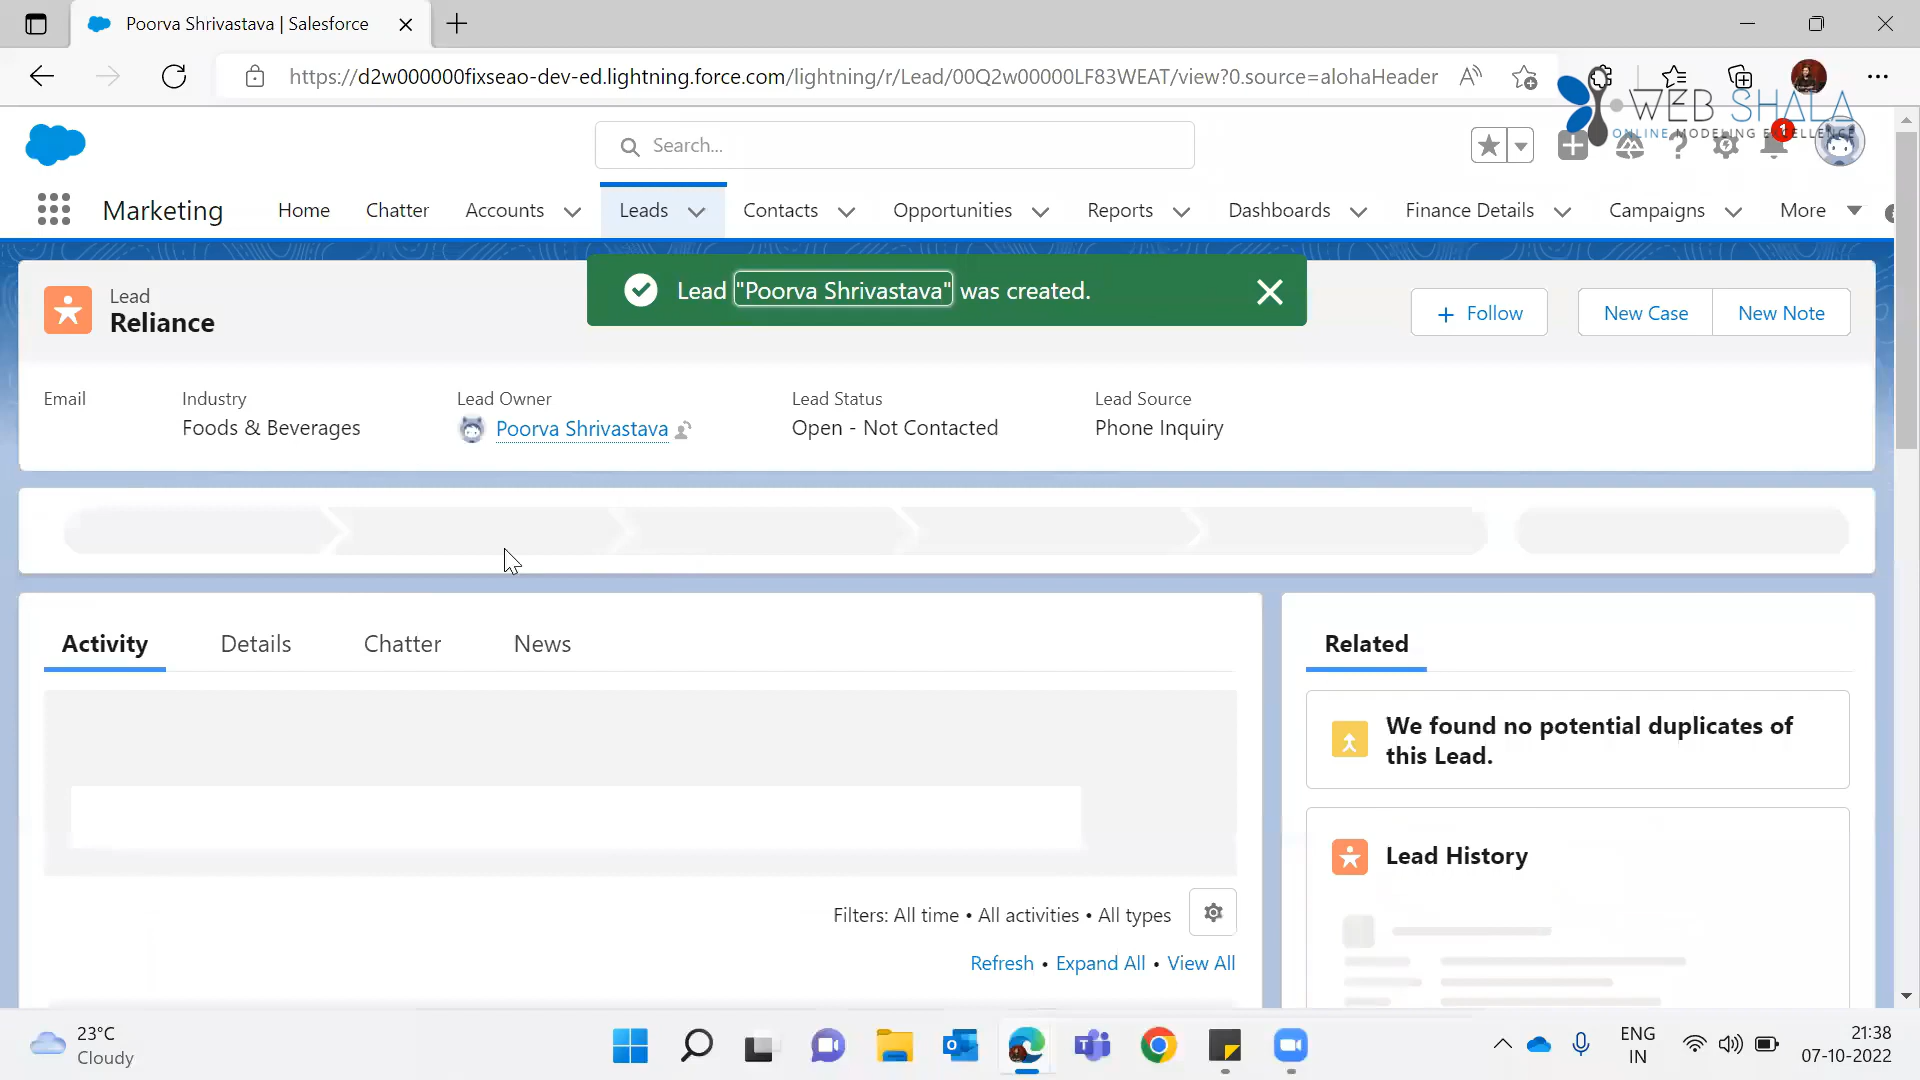 Poorva Shrivastava | Salesforce
https://d2w000000fixseao-dev-ed.lightning.force.com/lightning/r/Lead/00Q2w00000LF83WEAT/view?0.source=alohaHeader
WEB SHALA
ONLINE MODELING EXCELLENCE
Search...
1
Marketing
Home
Chatter
Accounts
Leads
Contacts
Opportunities
Reports
Dashboards
Finance Details
Campaigns
More
Lead "Poorva Shrivastava" was created.
Lead
Reliance
+ Follow
New Case
New Note
Email
Industry
Foods & Beverages
Lead Owner
Poorva Shrivastava
Lead Status
Open - Not Contacted
Lead Source
Phone Inquiry
Activity
Details
Chatter
News
Related
We found no potential duplicates of
this Lead.
Lead History
Filters: All time • All activities • All types
Refresh • Expand All • View All
23°C
Cloudy
ENG
IN
21:38
07-10-2022